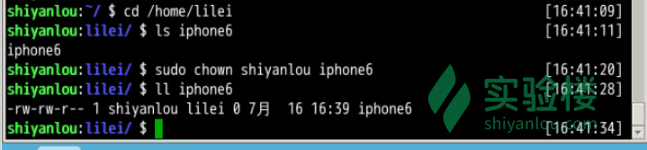 shiyanlou:~/ $ cd /home/lilei [16:41:09]
shiyanlou:lilei/ $ ls iphone6 [16:41:11]
iphone6
shiyanlou:lilei/ $ sudo chown shiyanlou iphone6 [16:41:20]
shiyanlou:lilei/ $ ll iphone6 [16:41:28]
-rw-rw-r-- 1 shiyanlou lilei 0 7月 16 16:39 iphone6
shiyanlou:lilei/ $ [16:41:34]
实验楼
shiyanlou.com